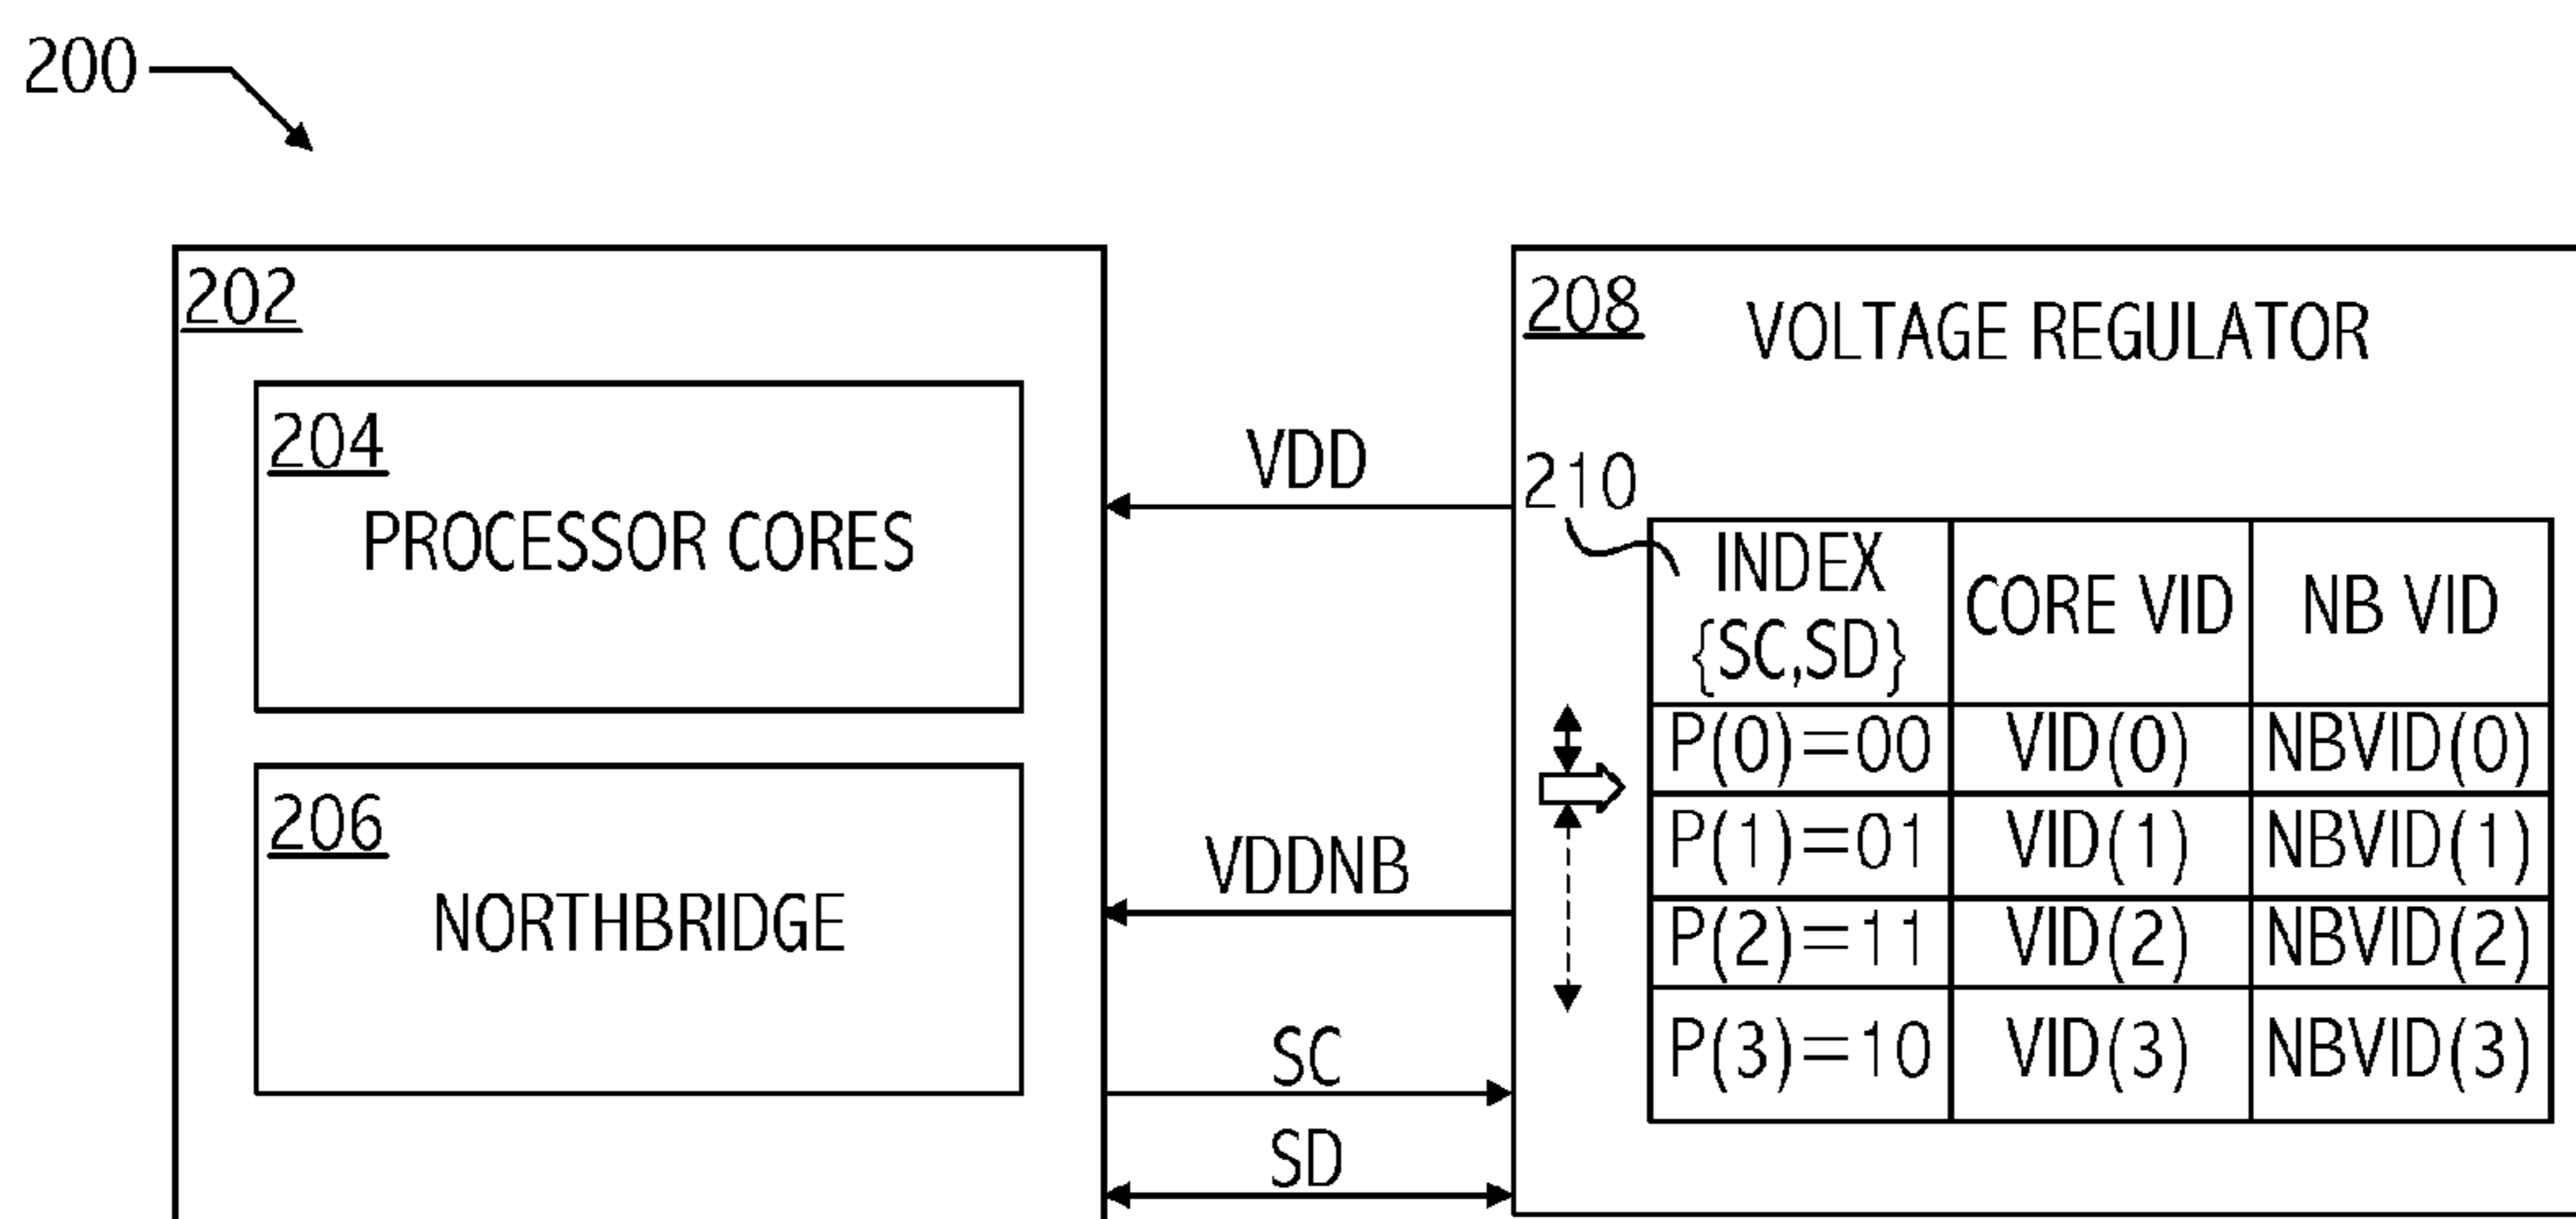 200
202
204
PROCESSOR CORES
206
NORTHBRIDGE
VDD
VDDNB
SC
SD
208
VOLTAGE REGULATOR
210
INDEX
{SC,SD}
CORE VID
NB VID
P(0)=00 VID(0) NBVID(0)
P(1)=01 VID(1) NBVID(1)
P(2)=11 VID(2) NBVID(2)
P(3)=10 VID(3) NBVID(3)